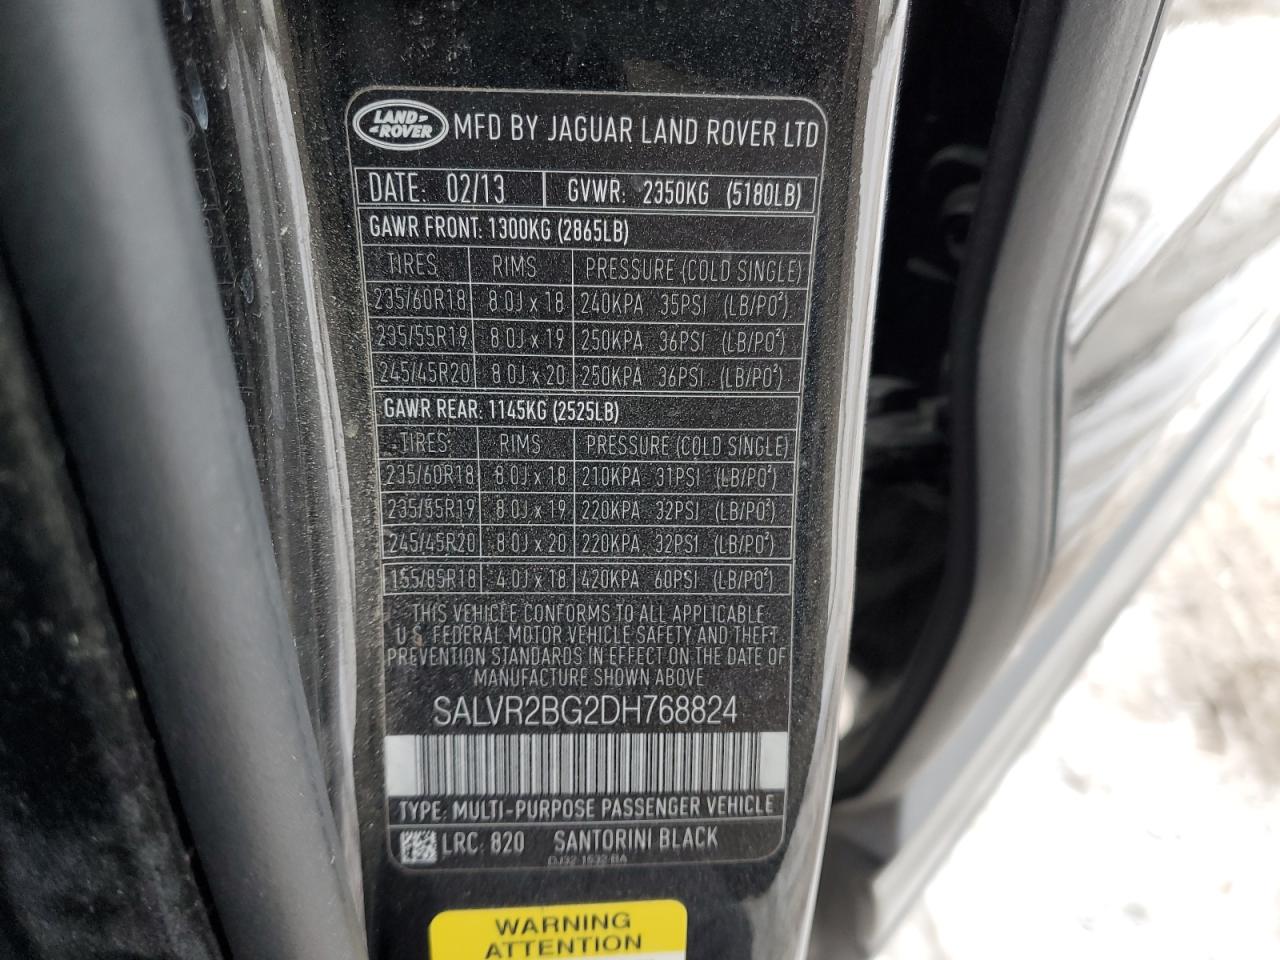 LAND-
-ROVER
MFD BY JAGUAR LAND ROVER LTD
DATE: 02/13 GVWR: 2350KG (5180LB)
GAWR FRONT: 1300KG (2865LB)
TIRES RIMS PRESSURE (COLD SINGLE)
235/60R18 8.0J x 18 240KPA 35PSI (LB/PO²)
235/55R19 8.0J x 19 250KPA 36PSI (LB/PO²)
245/45R20 8.0J x 20 250KPA 36PSI (LB/PO²)
GAWR REAR: 1145KG (2525LB)
TIRES RIMS PRESSURE (COLD SINGLE)
235/60R18 8.0J x 18 210KPA 31PSI (LB/PO²)
235/55R19 8.0J x 19 220KPA 32PSI (LB/PO²)
245/45R20 8.0J x 20 220KPA 32PSI (LB/PO²)
155/85R18 4.0J x 18 420KPA 60PSI (LB/PO²)
THIS VEHICLE CONFORMS TO ALL APPLICABLE
U.S. FEDERAL MOTOR VEHICLE SAFETY AND THEFT
PREVENTION STANDARDS IN EFFECT ON THE DATE OF
MANUFACTURE SHOWN ABOVE
SALVR2BG2DH768824
TYPE: MULTI-PURPOSE PASSENGER VEHICLE
LRC: 820 SANTORINI BLACK
WARNING
ATTENTION